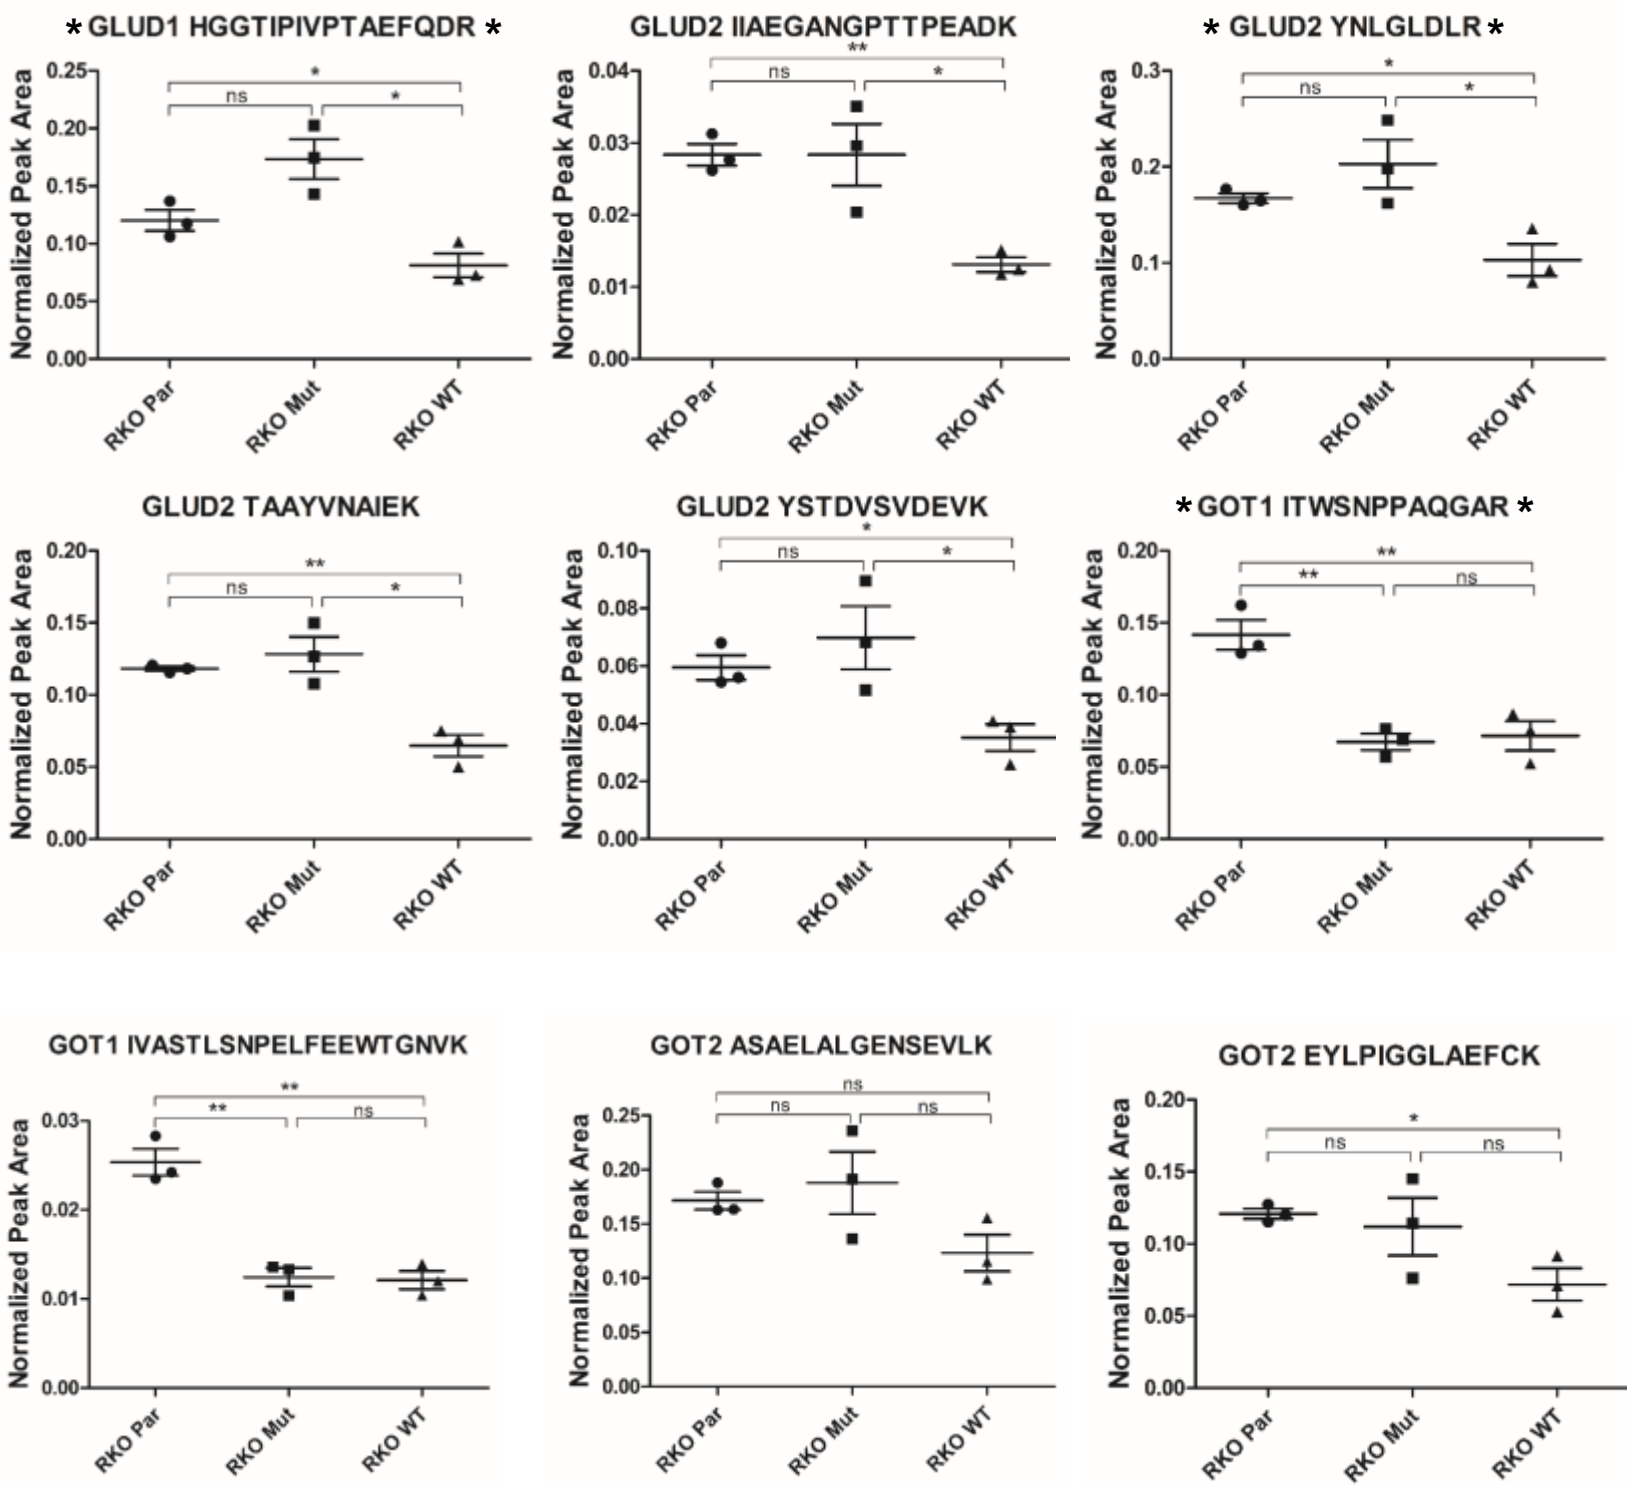 * GLUD1 HGGTIPIVPTAEFQDR *
*
ns
*
Normalized Peak Area
0.25
0.20
0.15
0.10
0.05
0.00
RKO Par
RKO Mut
RKO WT
GLUD2 IIAEGANGPTTPEADK
**
ns
*
Normalized Peak Area
0.04
0.03
0.02
0.01
0.00
RKO Par
RKO Mut
RKO WT
* GLUD2 YNLGLDLR *
*
ns
*
Normalized Peak Area
0.3
0.2
0.1
0.0
RKO Par
RKO Mut
RKO WT
GLUD2 TAAYVNAIEK
**
ns
*
Normalized Peak Area
0.20
0.15
0.10
0.05
0.00
RKO Par
RKO Mut
RKO WT
GLUD2 YSTDVSVDEVK
*
ns
*
Normalized Peak Area
0.10
0.08
0.06
0.04
0.02
0.00
RKO Par
RKO Mut
RKO WT
* GOT1 ITWSNPPAQGAR *
**
**
ns
Normalized Peak Area
0.20
0.15
0.10
0.05
0.00
RKO Par
RKO Mut
RKO WT
GOT1 IVASTLSNPELFEEWTGNVK
**
**
ns
Normalized Peak Area
0.03
0.02
0.01
0.00
RKO Par
RKO Mut
RKO WT
GOT2 ASAELALGENSEVLK
ns
ns
ns
Normalized Peak Area
0.25
0.20
0.15
0.10
0.05
0.00
RKO Par
RKO Mut
RKO WT
GOT2 EYLPIGGLAEFCK
*
ns
ns
Normalized Peak Area
0.20
0.15
0.10
0.05
0.00
RKO Par
RKO Mut
RKO WT